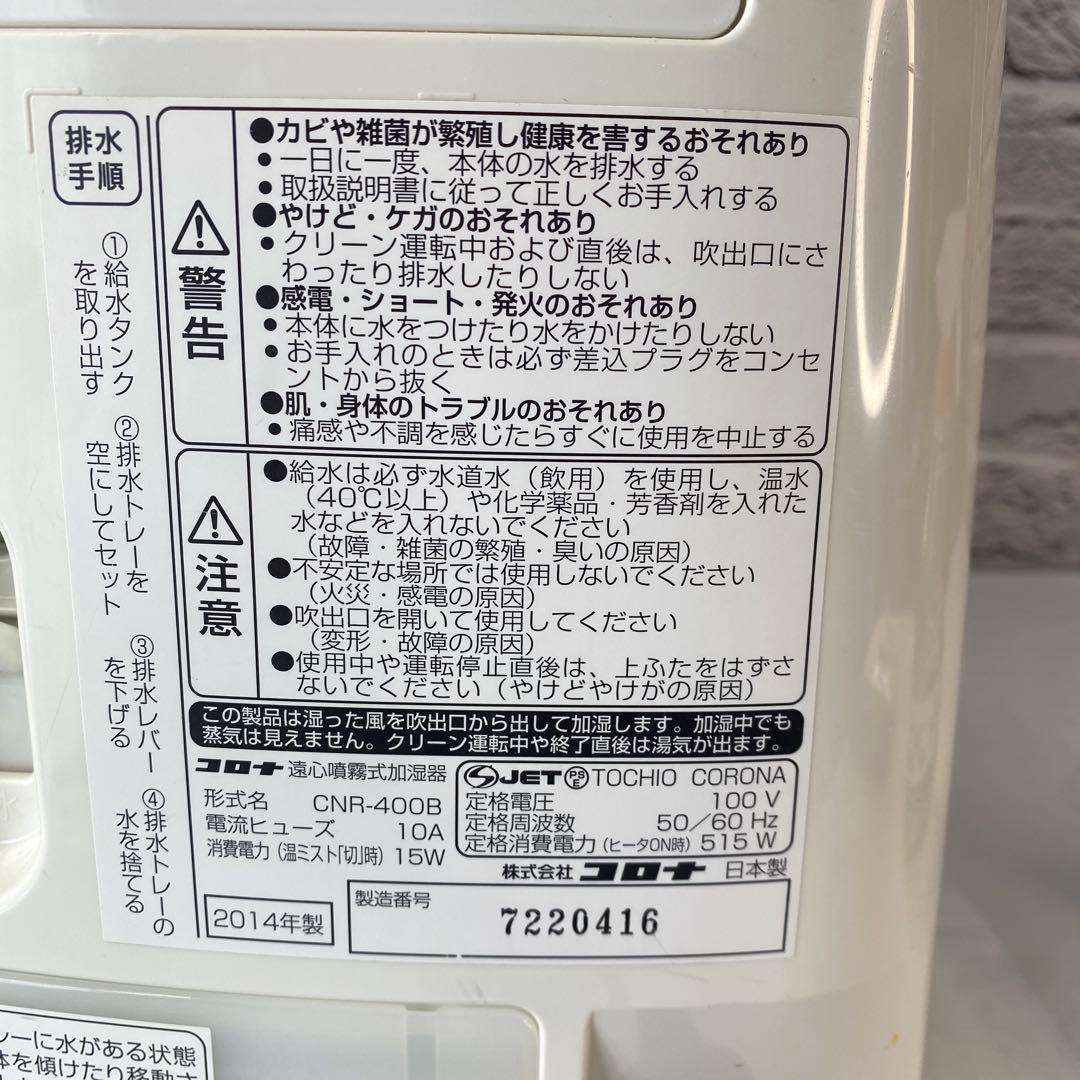 排水
手順
①給水タンク
を取り出す
②排水トレーを
空にしてセット
③排水レバー
を下げる
④排水トレーの
水を捨てる
警告
●カビや雑菌が繁殖し健康を害するおそれあり
•一日に一度、本体の水を排水する
•取扱説明書に従って正しくお手入れする
●やけど・ケガのおそれあり
•クリーン運転中および直後は、吹出口にさ
わったり排水したりしない
●感電・ショート・発火のおそれあり
•本体に水をつけたり水をかけたりしない
•お手入れのときは必ず差込プラグをコンセ
ントから抜く
●肌・身体のトラブルのおそれあり
•痛感や不調を感じたらすぐに使用を中止する
注意
●給水は必ず水道水（飲用）を使用し、温水
（40℃以上）や化学薬品・芳香剤を入れた
水などを入れないでください
（故障・雑菌の繁殖・臭いの原因）
●不安定な場所では使用しないでください
（火災・感電の原因）
●吹出口を開いて使用してください
（変形・故障の原因）
●使用中や運転停止直後は、上ふたをはずさ
ないでください（やけどやけがの原因）
この製品は湿った風を吹出口から出して加湿します。加湿中でも
蒸気は見えません。クリーン運転中や終了直後は湯気が出ます。
コロナ 遠心噴霧式加湿器
形式名 CNR-400B
電流ヒューズ 10A
消費電力（温ミスト「切」時） 15W
SJET PSE TOCHIO CORONA
定格電圧 100 V
定格周波数 50/60 Hz
定格消費電力（ヒータON時） 515 W
株式会社 コロナ 日本製
2014年製
製造番号
7220416
レーに水がある状態
体を傾けたり移動さ